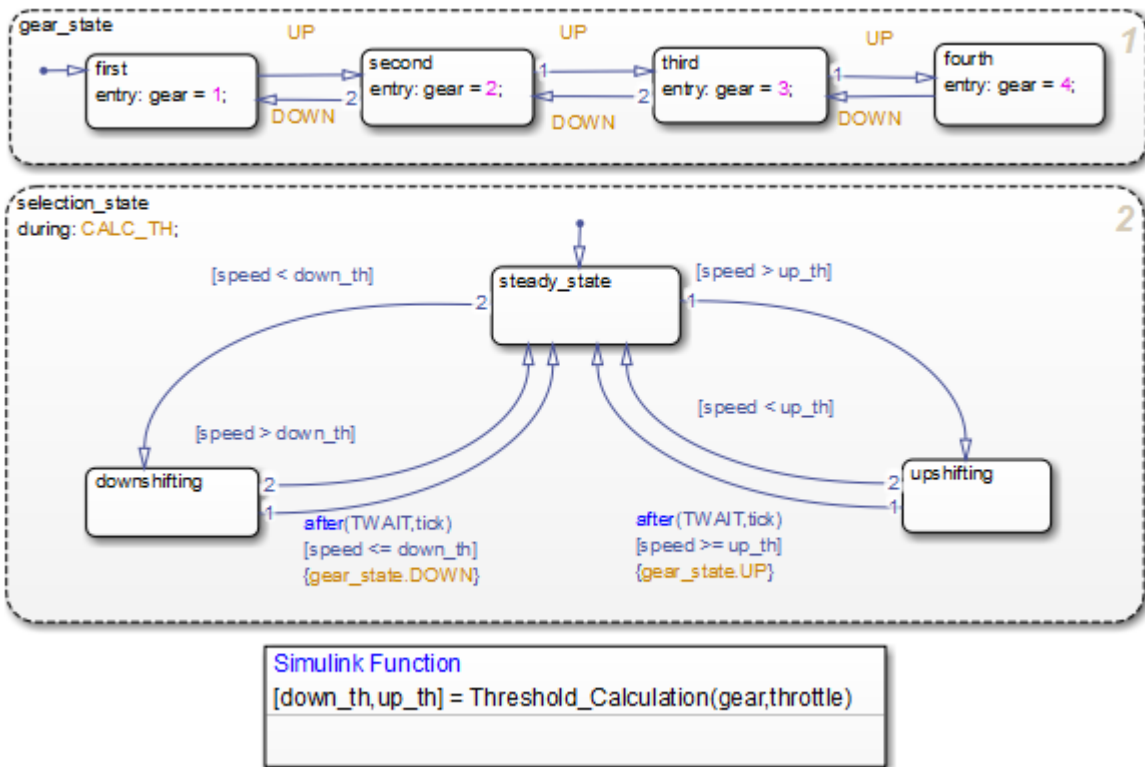 gear_state
1
UP
UP
UP
first
entry: gear = 1;
second
entry: gear = 2;
third
entry: gear = 3;
fourth
entry: gear = 4;
1
2
1
2
1
DOWN
DOWN
DOWN
selection_state
during: CALC_TH;
2
[speed < down_th]
steady_state
[speed > up_th]
2
1
[speed > down_th]
[speed < up_th]
downshifting
upshifting
2
1
2
1
after(TWAIT,tick)
[speed <= down_th]
{gear_state.DOWN}
after(TWAIT,tick)
[speed >= up_th]
{gear_state.UP}
Simulink Function
[down_th,up_th] = Threshold_Calculation(gear,throttle)